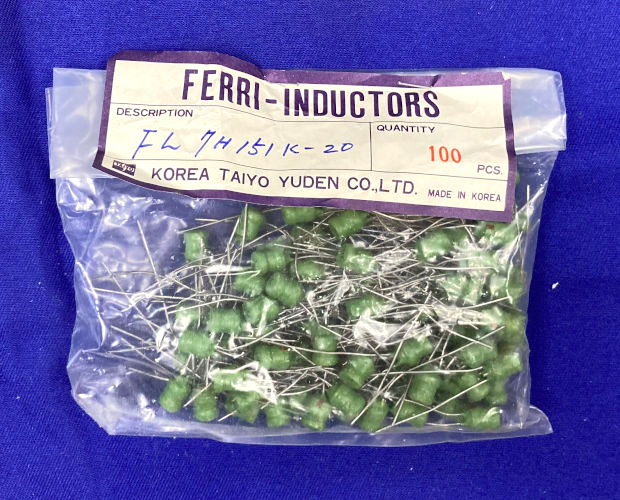 FERRI-INDUCTORS
DESCRIPTION
FL 7H151K-20
QUANTITY
100
PCS.
KOREA TAIYO YUDEN CO.,LTD.
MADE IN KOREA